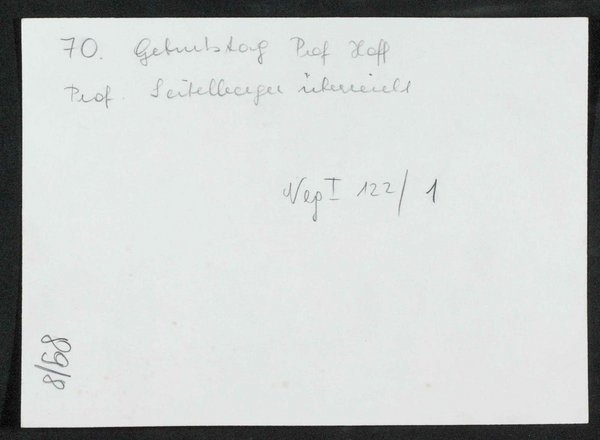 70. Geburtstag Prof Hoff
Prof. Seitelberger überreicht
Neg I 122/1
8/68